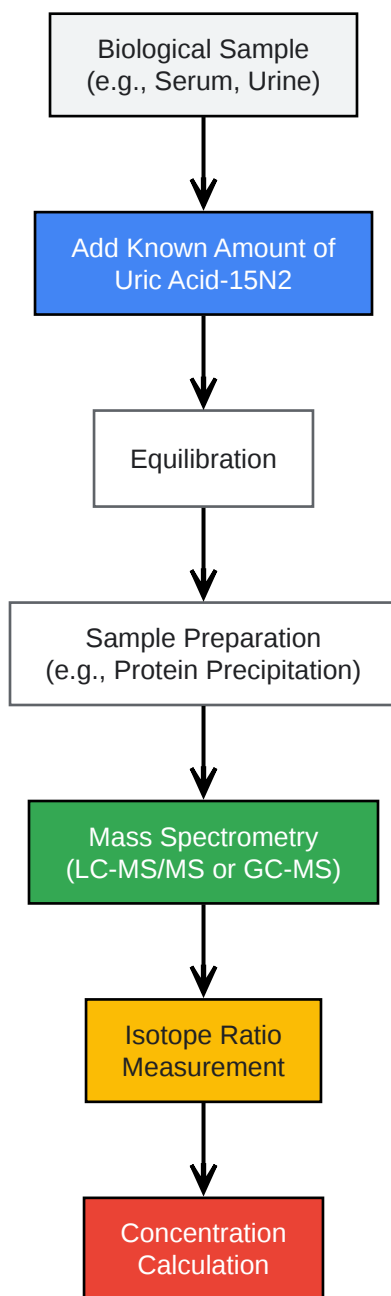 Biological Sample
(e.g., Serum, Urine)
Add Known Amount of
Uric Acid-15N2
Equilibration
Sample Preparation
(e.g., Protein Precipitation)
Mass Spectrometry
(LC-MS/MS or GC-MS)
Isotope Ratio
Measurement
Concentration
Calculation